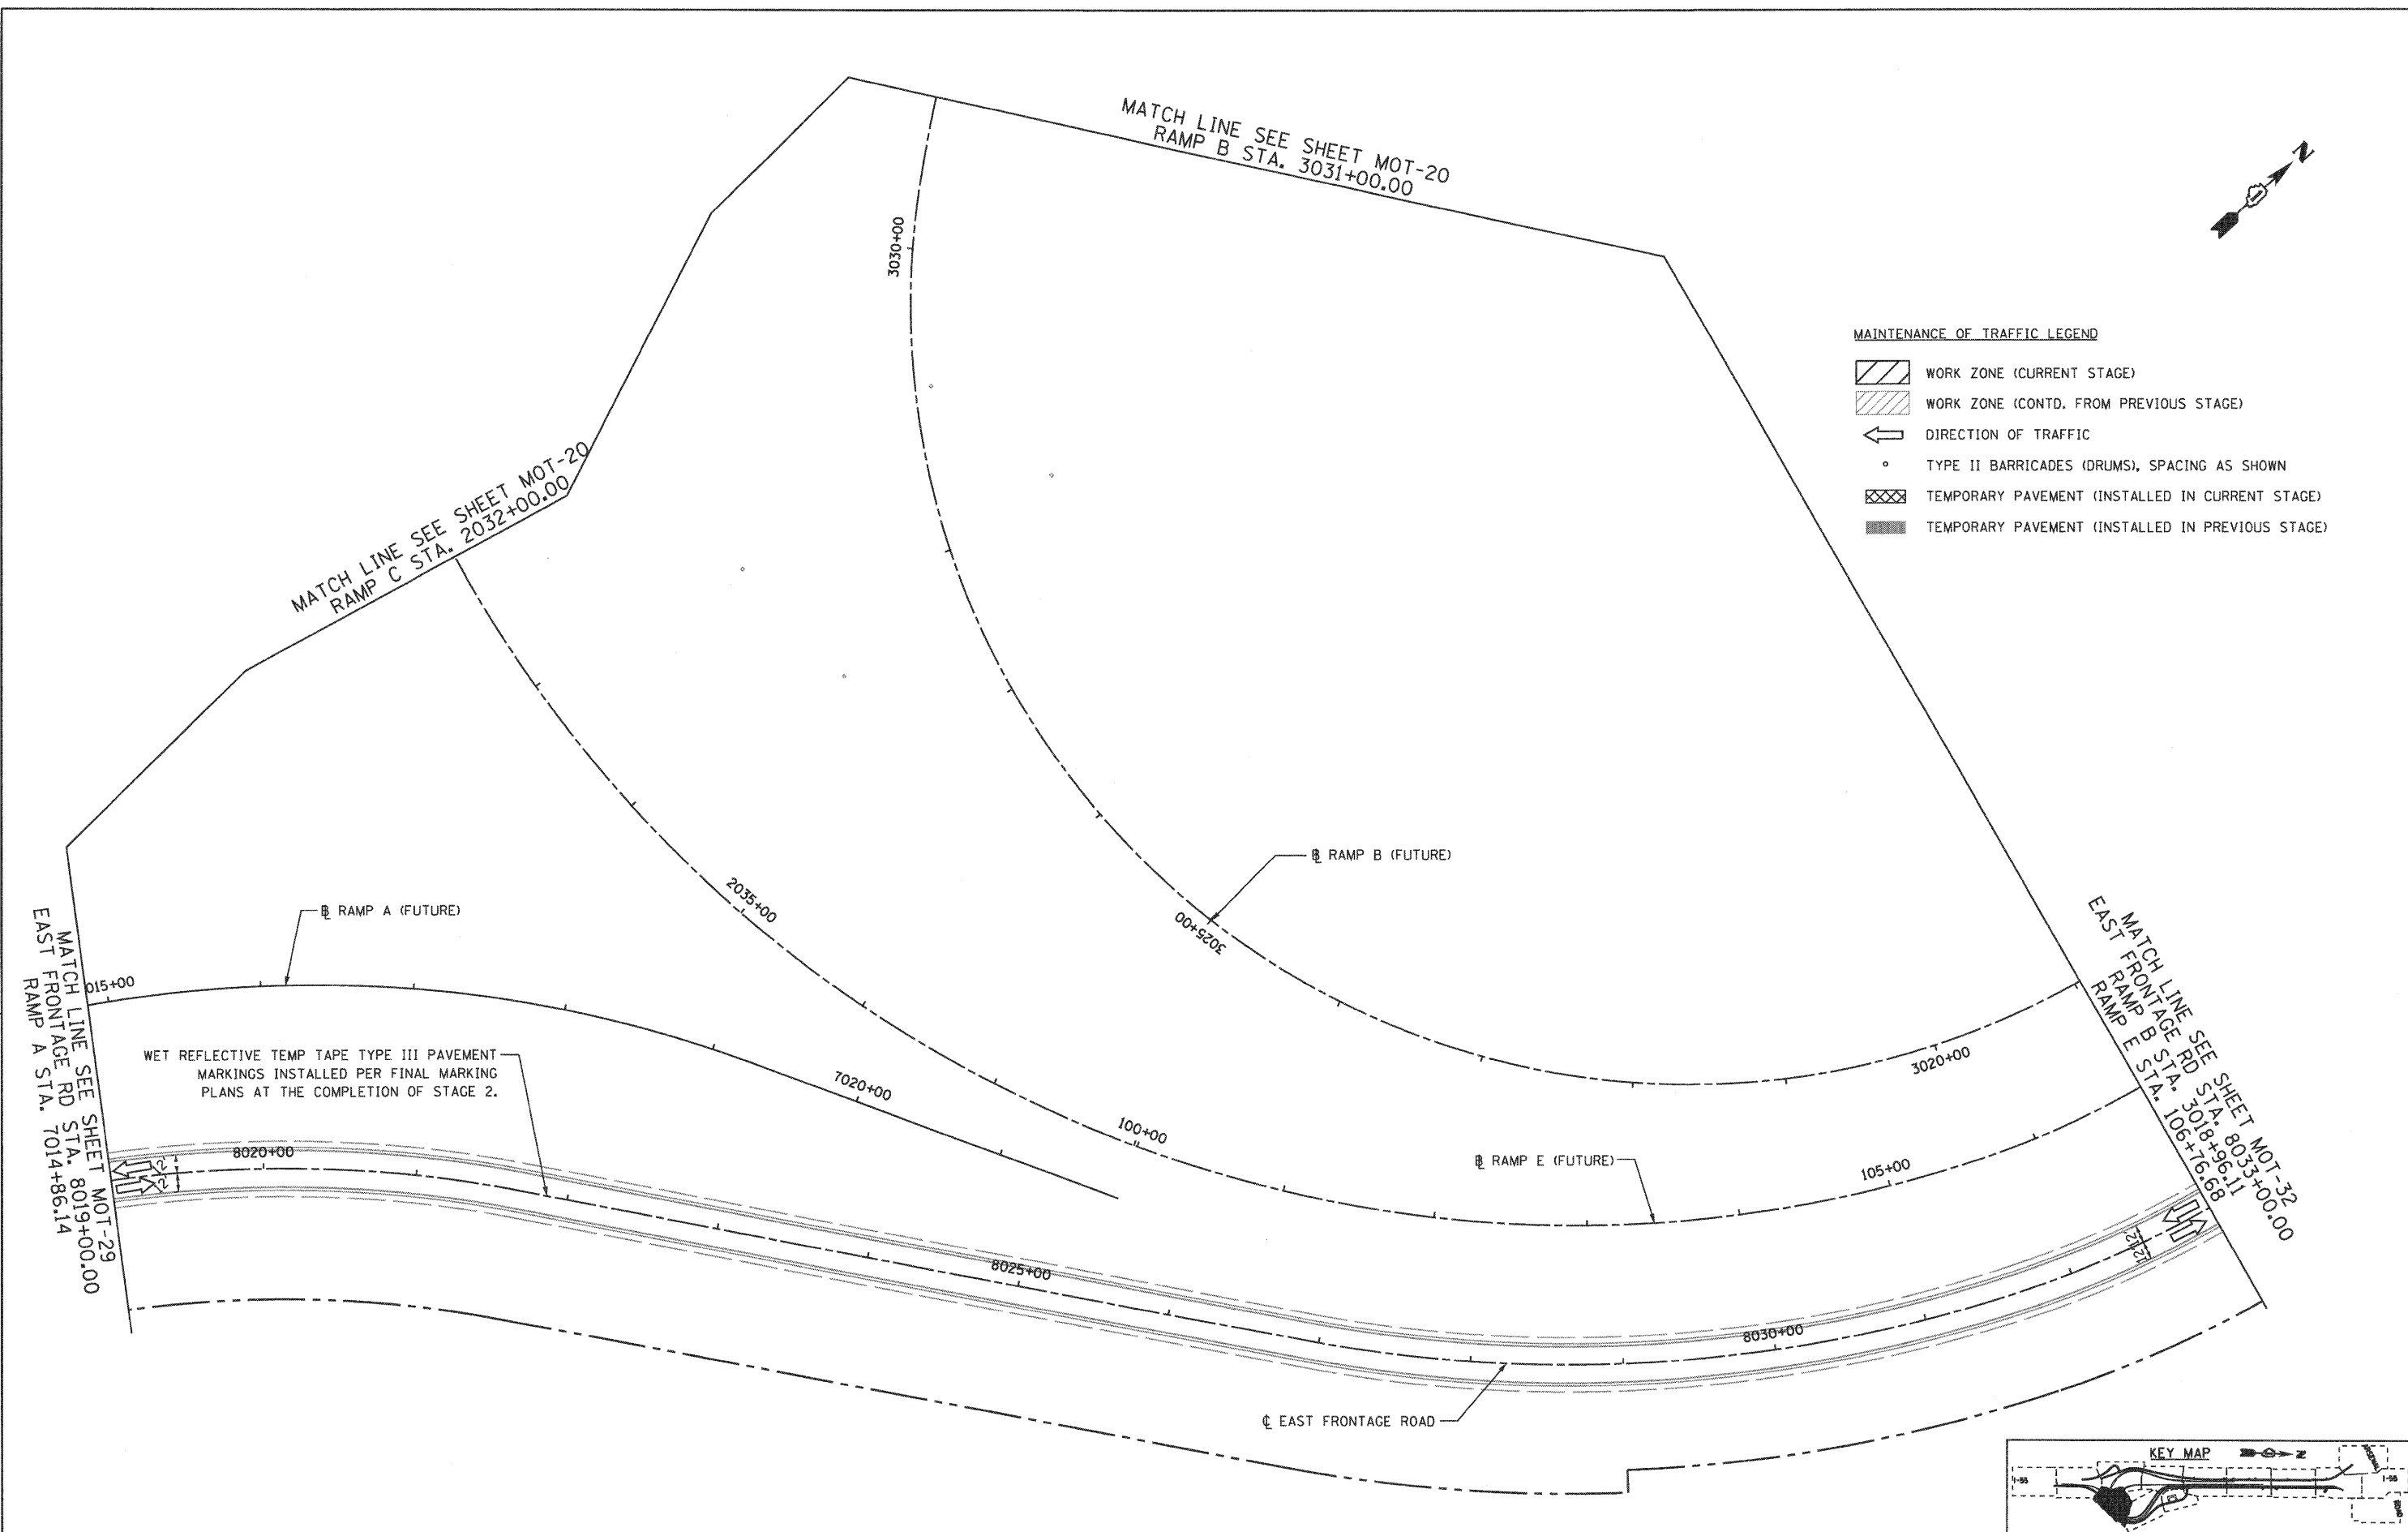 MATCH LINE SEE SHEET MOT-20
RAMP B STA. 3031+00.00
N
3030+00
MAINTENANCE OF TRAFFIC LEGEND
WORK ZONE (CURRENT STAGE)
WORK ZONE (CONTD. FROM PREVIOUS STAGE)
DIRECTION OF TRAFFIC
TYPE II BARRICADES (DRUMS), SPACING AS SHOWN
TEMPORARY PAVEMENT (INSTALLED IN CURRENT STAGE)
TEMPORARY PAVEMENT (INSTALLED IN PREVIOUS STAGE)
MATCH LINE SEE SHEET MOT-20
RAMP C STA. 2032+00.00
RAMP B (FUTURE)
2035+00
RAMP A (FUTURE)
3025+00
MATCH LINE SEE SHEET MOT-29
EAST FRONTAGE RD STA. 8019+00.00
RAMP A STA. 7014+86.14
015+00
MATCH LINE SEE SHEET MOT-32
EAST FRONTAGE RD STA. 8033+00.00
RAMP B STA. 3018+96.11
RAMP E STA. 106+76.68
WET REFLECTIVE TEMP TAPE TYPE III PAVEMENT
MARKINGS INSTALLED PER FINAL MARKING
PLANS AT THE COMPLETION OF STAGE 2.
7020+00
3020+00
100+00
8020+00
RAMP E (FUTURE)
105+00
12'
12'
8025+00
8030+00
℄ EAST FRONTAGE ROAD
KEY MAP
N
I-55
I-55